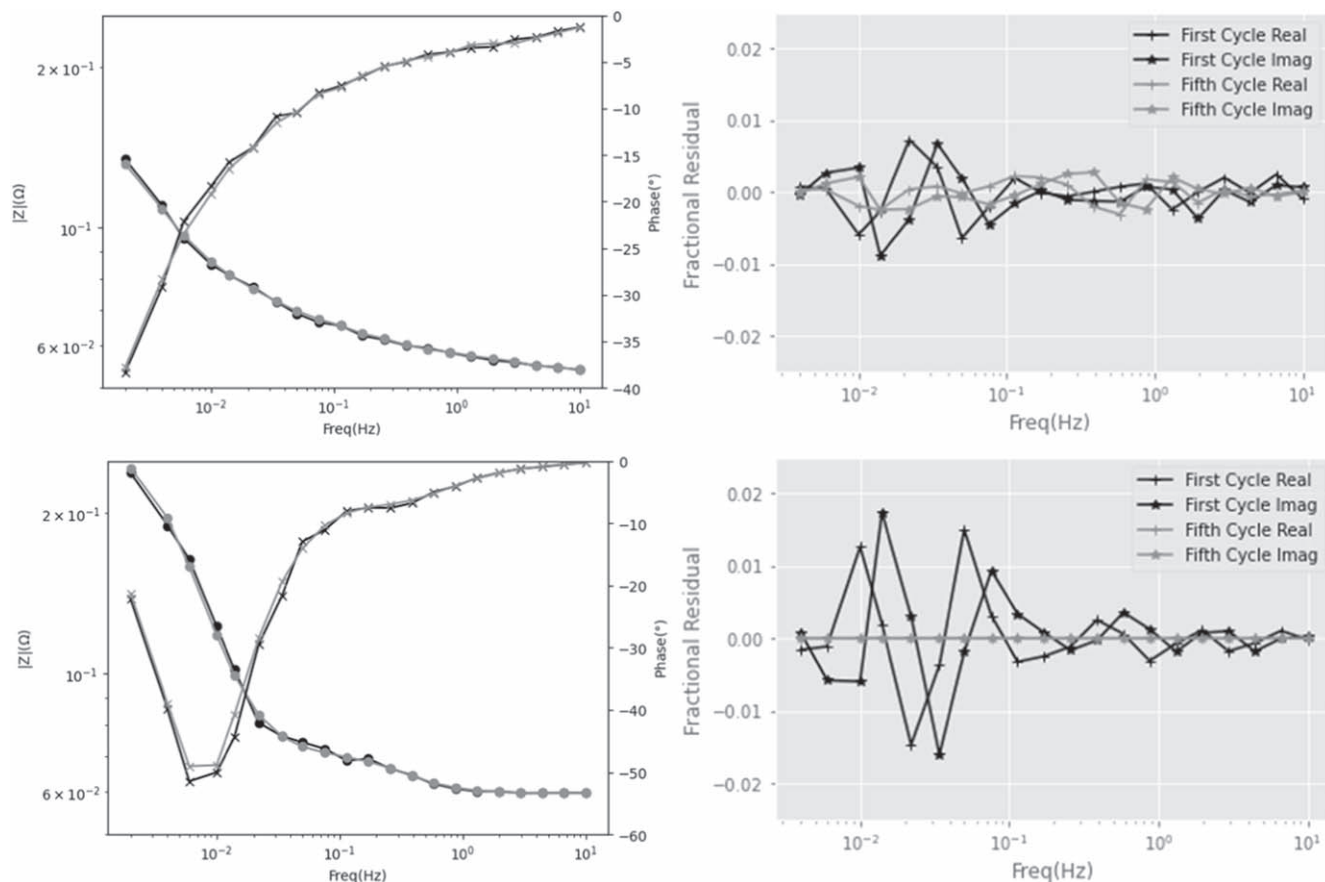 2 × 10⁻¹
10⁻¹
6 × 10⁻²
|Z|(Ω)
0
−5
−10
−15
−20
−25
−30
−35
−40
Phase(°)
10⁻²
10⁻¹
10⁰
10¹
Freq(Hz)
First Cycle Real
First Cycle Imag
Fifth Cycle Real
Fifth Cycle Imag
0.02
0.01
0.00
−0.01
−0.02
Fractional Residual
10⁻²
10⁻¹
10⁰
10¹
Freq(Hz)
2 × 10⁻¹
10⁻¹
6 × 10⁻²
|Z|(Ω)
0
−10
−20
−30
−40
−50
−60
Phase(°)
10⁻²
10⁻¹
10⁰
10¹
Freq(Hz)
First Cycle Real
First Cycle Imag
Fifth Cycle Real
Fifth Cycle Imag
0.02
0.01
0.00
−0.01
−0.02
Fractional Residual
10⁻²
10⁻¹
10⁰
10¹
Freq(Hz)